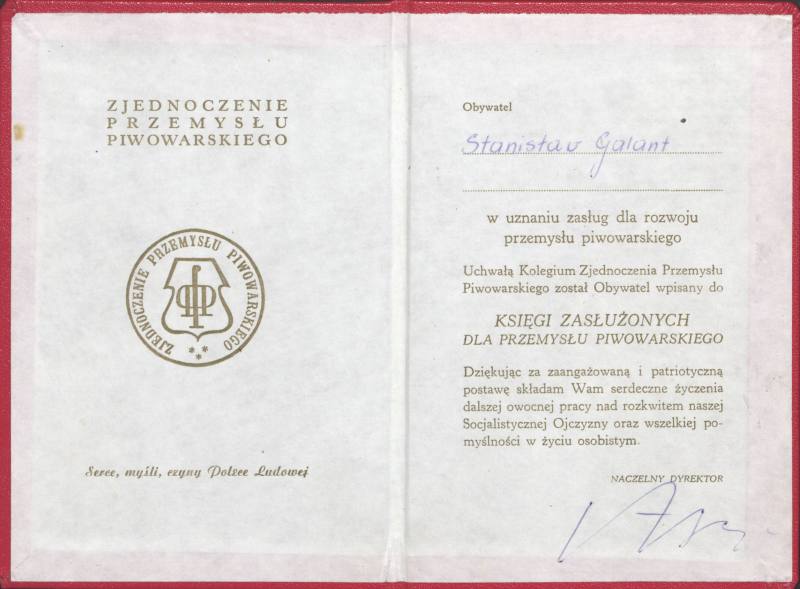 ZJEDNOCZENIE
PRZEMYSŁU
PIWOWARSKIEGO
ZJEDNOCZENIE PRZEMYSŁU PIWOWARSKIEGO
Serce, myśli, czyny Polsce Ludowej
Obywatel
Stanisław Galant
w uznaniu zasług dla rozwoju
przemysłu piwowarskiego
Uchwałą Kolegium Zjednoczenia Przemysłu
Piwowarskiego został Obywatel wpisany do
KSIĘGI ZASŁUŻONYCH
DLA PRZEMYSŁU PIWOWARSKIEGO
Dziękując za zaangażowaną i patriotyczną
postawę składam Wam serdeczne życzenia
dalszej owocnej pracy nad rozkwitem naszej
Socjalistycznej Ojczyzny oraz wszelkiej po-
myślności w życiu osobistym.
NACZELNY DYREKTOR